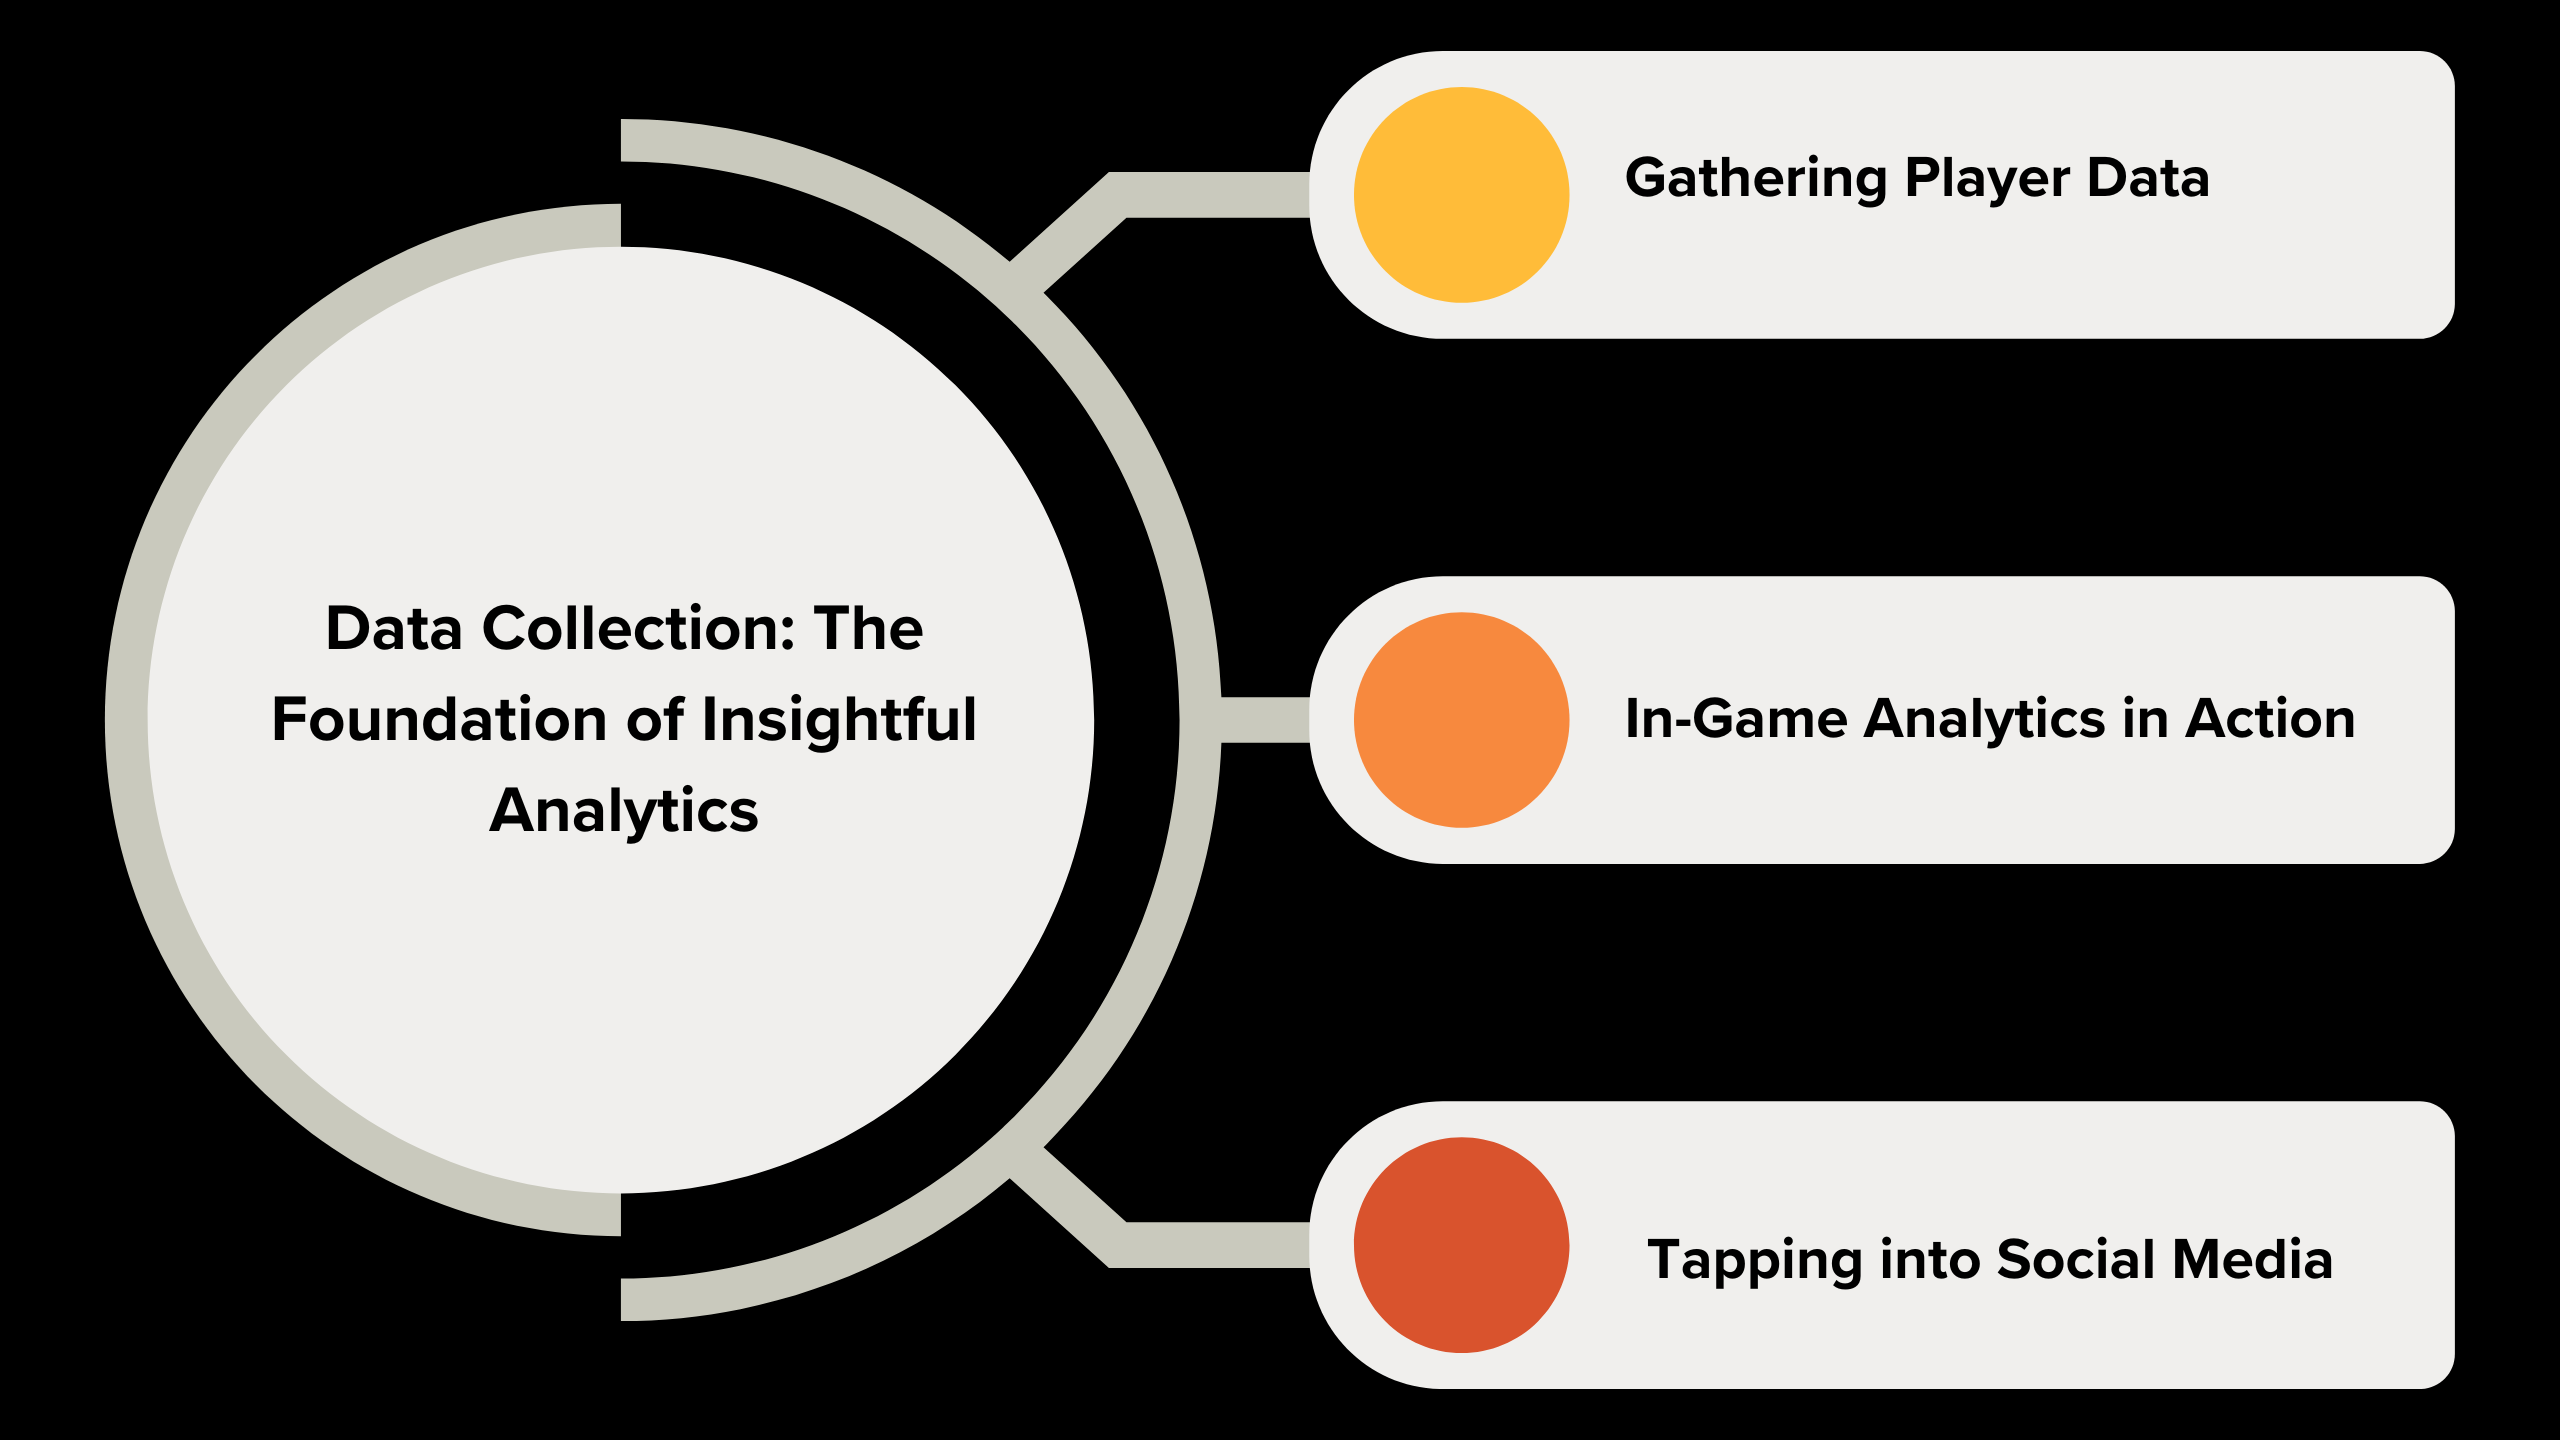 Data Collection: The
Foundation of Insightful
Analytics
Gathering Player Data
In-Game Analytics in Action
Tapping into Social Media